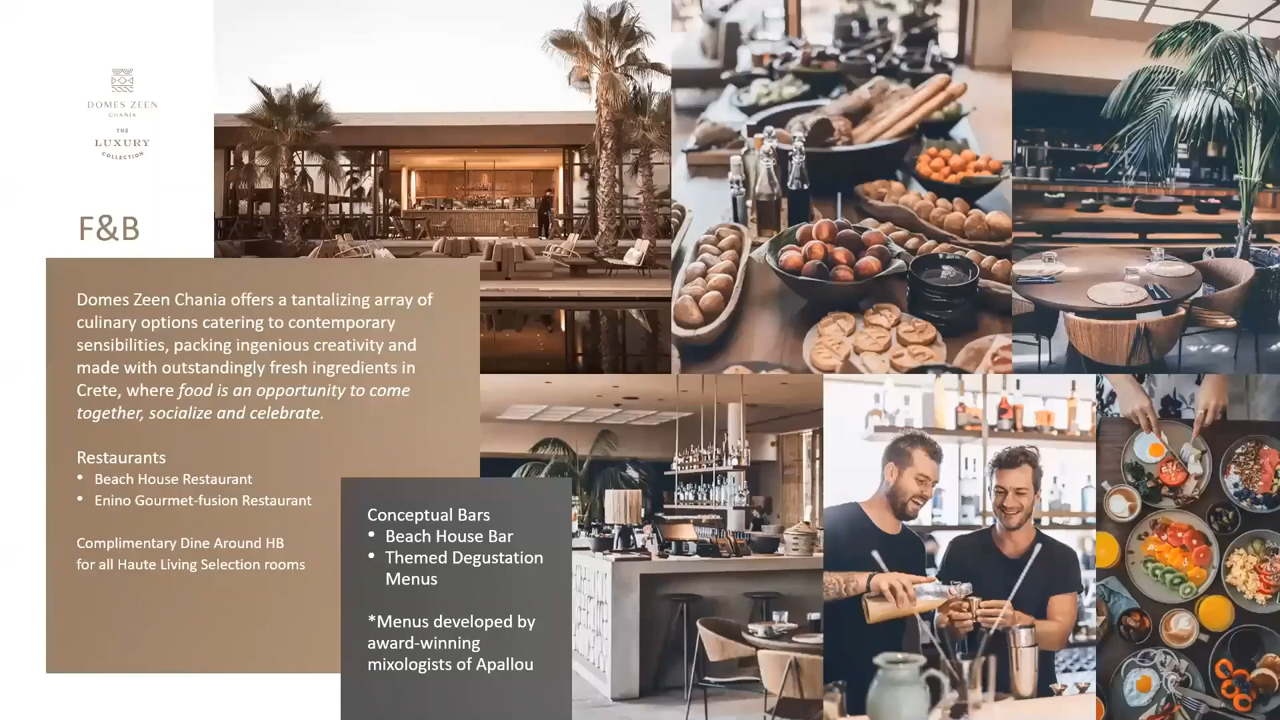 DOMES ZEEN
CHANIA
THE
LUXURY
COLLECTION
F&B
Domes Zeen Chania offers a tantalizing array of
culinary options catering to contemporary
sensibilities, packing ingenious creativity and
made with outstandingly fresh ingredients in
Crete, where food is an opportunity to come
together, socialize and celebrate.
Restaurants
• Beach House Restaurant
• Enino Gourmet-fusion Restaurant
Complimentary Dine Around HB
for all Haute Living Selection rooms
Conceptual Bars
• Beach House Bar
• Themed Degustation
Menus
*Menus developed by
award-winning
mixologists of Apallou